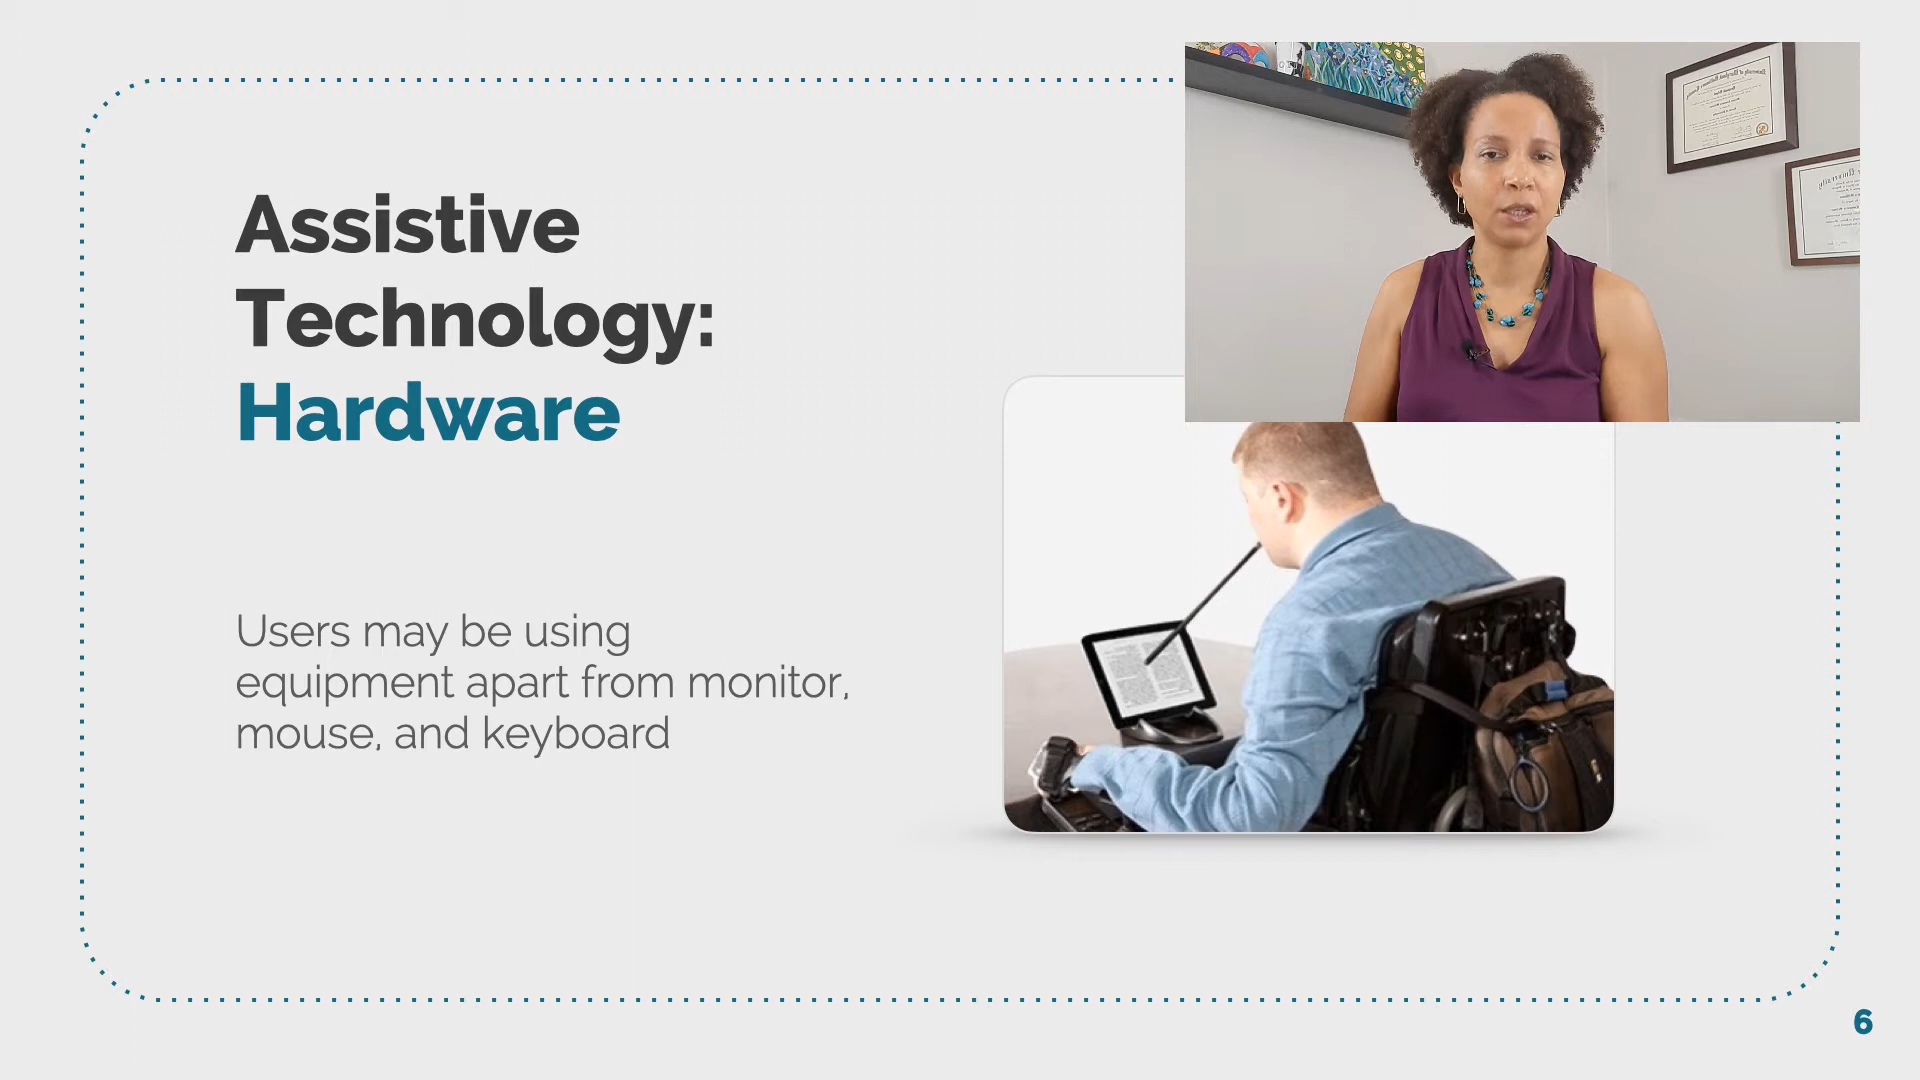 Assistive
Technology:
Hardware
Users may be using
equipment apart from monitor,
mouse, and keyboard
6